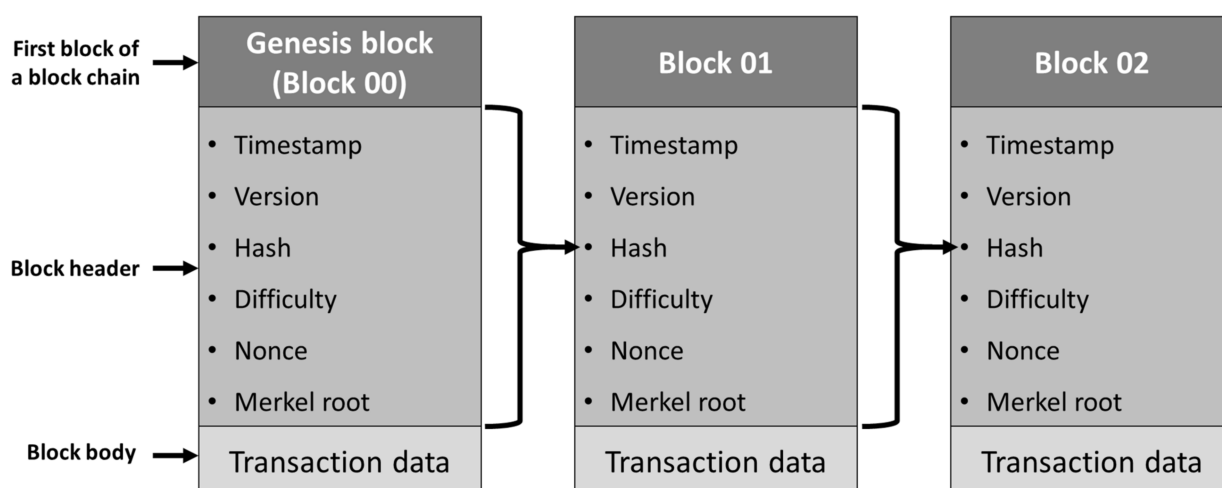 First block of
a block chain
Genesis block
(Block 00)
Block 01
Block 02
Block header
• Timestamp
• Version
• Hash
• Difficulty
• Nonce
• Merkel root
• Timestamp
• Version
• Hash
• Difficulty
• Nonce
• Merkel root
• Timestamp
• Version
• Hash
• Difficulty
• Nonce
• Merkel root
Block body
Transaction data
Transaction data
Transaction data